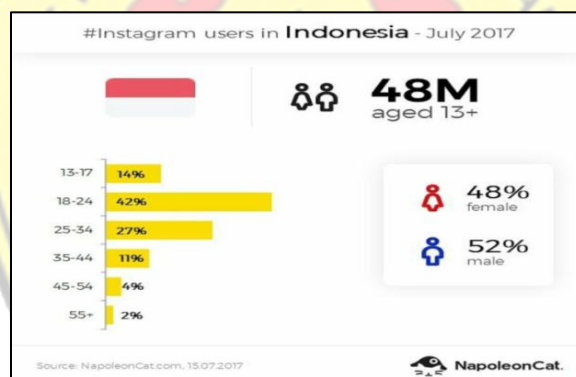 #Instagram users in Indonesia - July 2017
48M
aged 13+
13-17 14%
18-24 42%
25-34 27%
35-44 11%
45-54 4%
55+ 2%
48%
female
52%
male
Source: NapoleonCat.com, 15.07.2017
NapoleonCat.